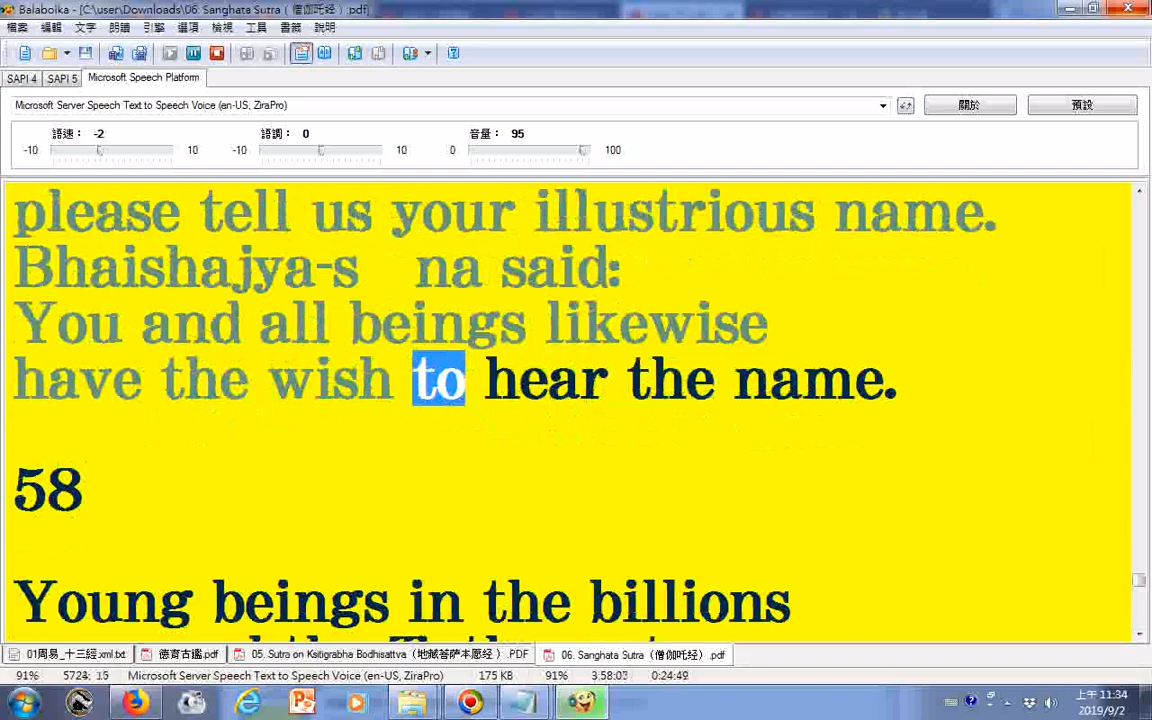 Balabolka - [C:\user\Downloads\06. Sanghata Sutra（僧伽吒经）.pdf]
檔案 編輯 文字 朗讀 引擎 選項 檢視 工具 書籤 說明
SAPI 4 SAPI 5 Microsoft Speech Platform
Microsoft Server Speech Text to Speech Voice (en-US, ZiraPro) 關於 預設
語速： -2 語調： 0 音量： 95
-10 10 -10 10 0 100
please tell us your illustrious name.
Bhaishajya-s na said:
You and all beings likewise
have the wish to hear the name.
58
Young beings in the billions
01周易_十三經.xml.txt 德育古鑑.pdf 05. Sutra on Ksitigrabha Bodhisattva（地藏菩萨本愿经）.PDF 06. Sanghata Sutra（僧伽吒经）.pdf
91% 5724: 15 Microsoft Server Speech Text to Speech Voice (en-US, ZiraPro) 175 KB 91% 3:58:03 0:24:49
上午 11:34
2019/9/2